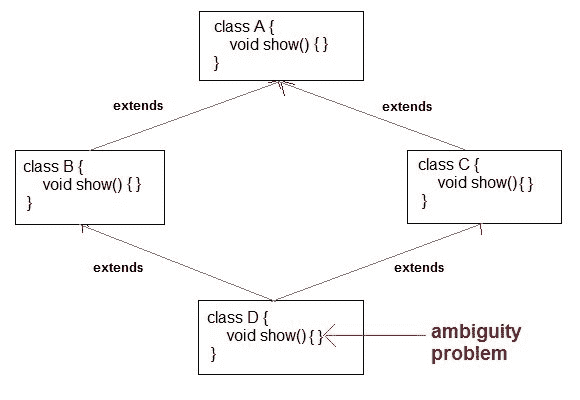 class A {
void show() { }
}
extends
extends
class B {
void show() { }
}
class C {
void show(){ }
}
extends
extends
class D {
void show(){ }
}
ambiguity
problem